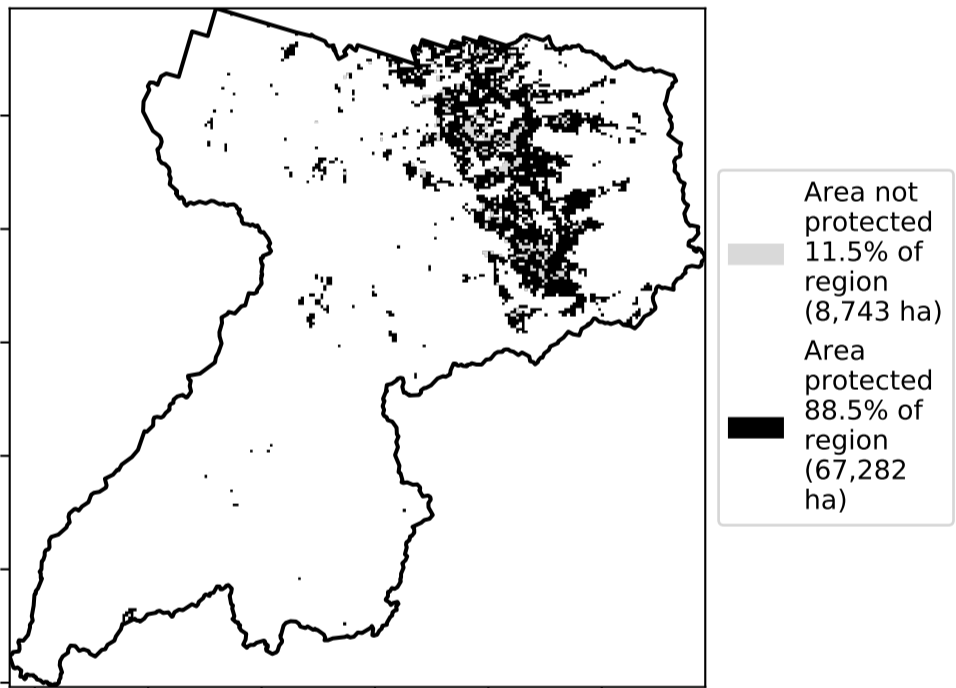 Area not
protected
11.5% of
region
(8,743 ha)
Area
protected
88.5% of
region
(67,282
ha)